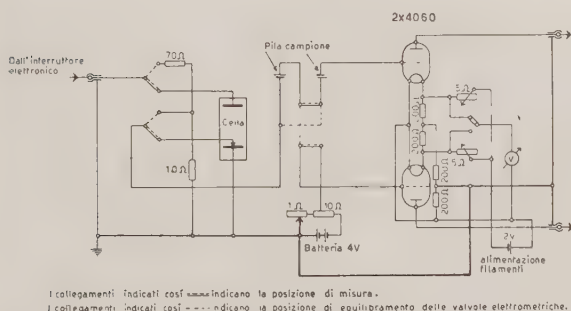 2x4060
70Ω
Pila campione
Dall'interruttore
elettronico
5Ω
Cella
200Ω
V
5Ω
10Ω
200Ω
200Ω
1Ω
10Ω
2v
Batteria 4V
alimentazione
filamenti
I collegamenti indicati così indicano la posizione di misura.
I collegamenti indicati così ---- indicano la posizione di equilibramento delle valvole elettrometriche.